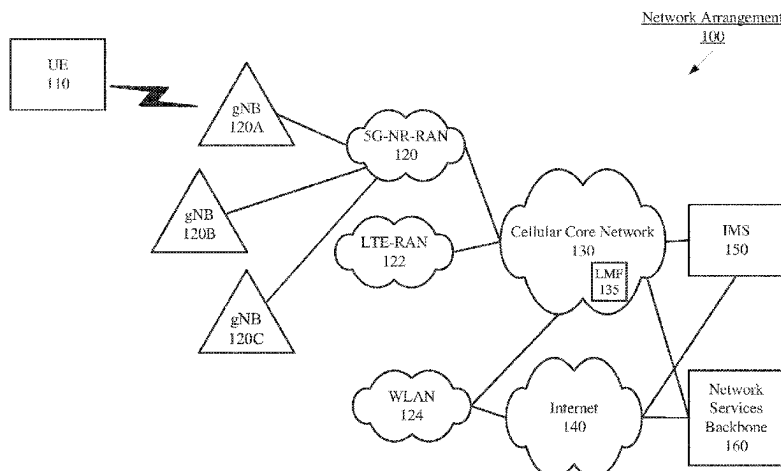 Network Arrangement
100
UE
110
gNB
120A
5G-NR-RAN
120
gNB
120B
Cellular Core Network
130
IMS
150
LTE-RAN
122
LMF
135
gNB
120C
WLAN
124
Internet
140
Network
Services
Backbone
160